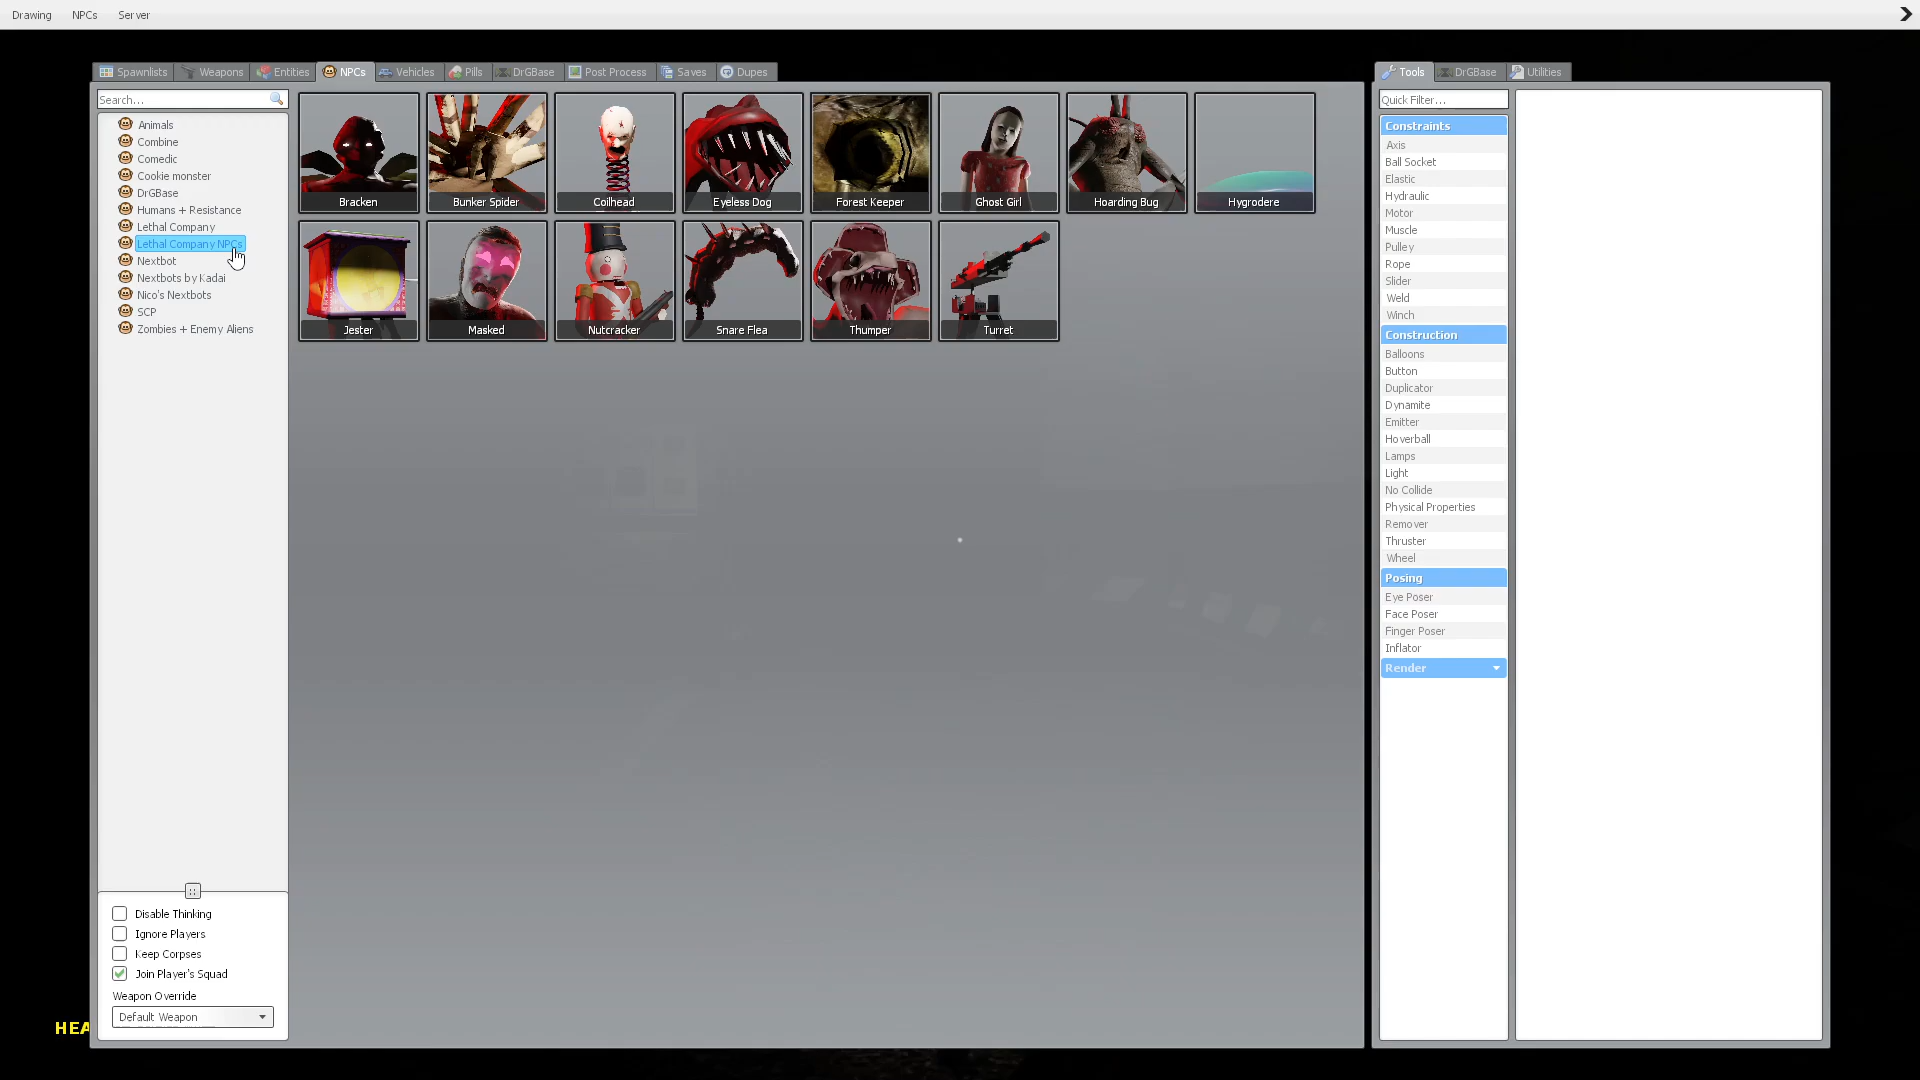 Drawing NPCs Server
Spawnlists Weapons Entities NPCs Vehicles Pills DrGBase Post Process Saves Dupes
Search...
Animals
Combine
Comedic
Cookie monster
DrGBase
Humans + Resistance
Lethal Company
Lethal Company NPCs
Nextbot
Nextbots by Kadai
Nico's Nextbots
SCP
Zombies + Enemy Aliens
Bracken Bunker Spider Coilhead Eyeless Dog Forest Keeper Ghost Girl Hoarding Bug Hygrodere
Jester Masked Nutcracker Snare Flea Thumper Turret
Disable Thinking
Ignore Players
Keep Corpses
Join Player's Squad
Weapon Override
Default Weapon
HEA
Tools DrGBase Utilities
Quick Filter...
Constraints
Axis
Ball Socket
Elastic
Hydraulic
Motor
Muscle
Pulley
Rope
Slider
Weld
Winch
Construction
Balloons
Button
Duplicator
Dynamite
Emitter
Hoverball
Lamps
Light
No Collide
Physical Properties
Remover
Thruster
Wheel
Posing
Eye Poser
Face Poser
Finger Poser
Inflator
Render